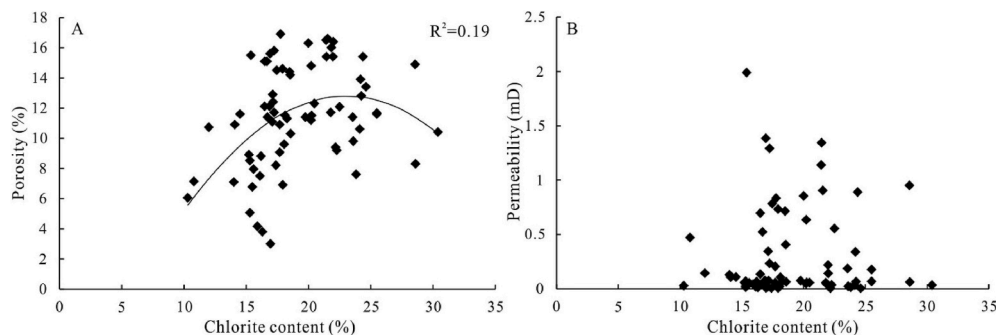 A
R²=0.19
Porosity (%)
18
16
14
12
10
8
6
4
2
0
0 5 10 15 20 25 30 35
Chlorite content (%)
B
Permeability (mD)
2.5
2
1.5
1
0.5
0
0 5 10 15 20 25 30 35
Chlorite content (%)